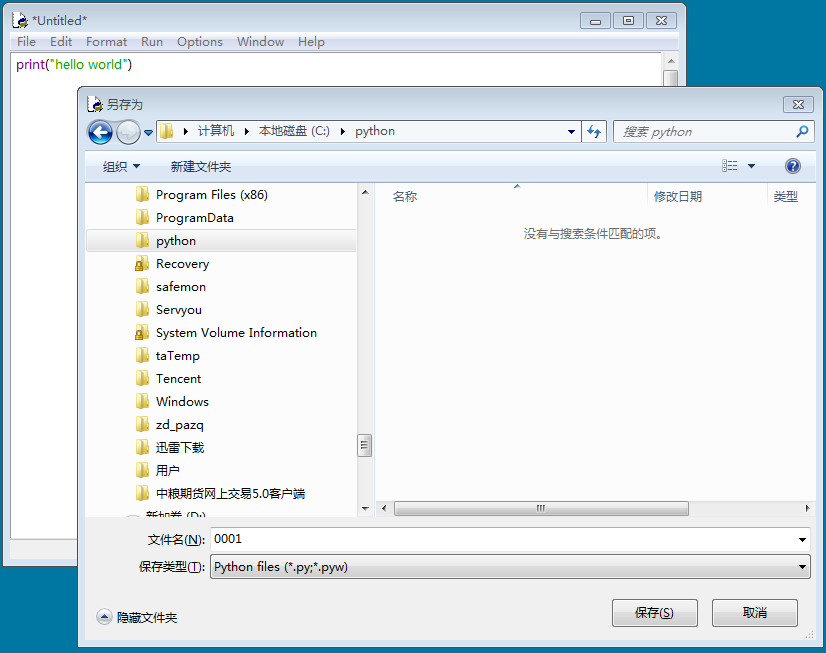 *Untitled*
File Edit Format Run Options Window Help
print("hello world")
另存为
计算机 本地磁盘 (C:) python
搜索 python
组织 新建文件夹
名称 修改日期 类型
没有与搜索条件匹配的项。
Program Files (x86)
ProgramData
python
Recovery
safemon
Servyou
System Volume Information
taTemp
Tencent
Windows
zd_pazq
迅雷下载
用户
中粮期货网上交易5.0客户端
新加卷 (D:)
文件名(N): 0001
保存类型(T): Python files (*.py;*.pyw)
隐藏文件夹
保存(S) 取消